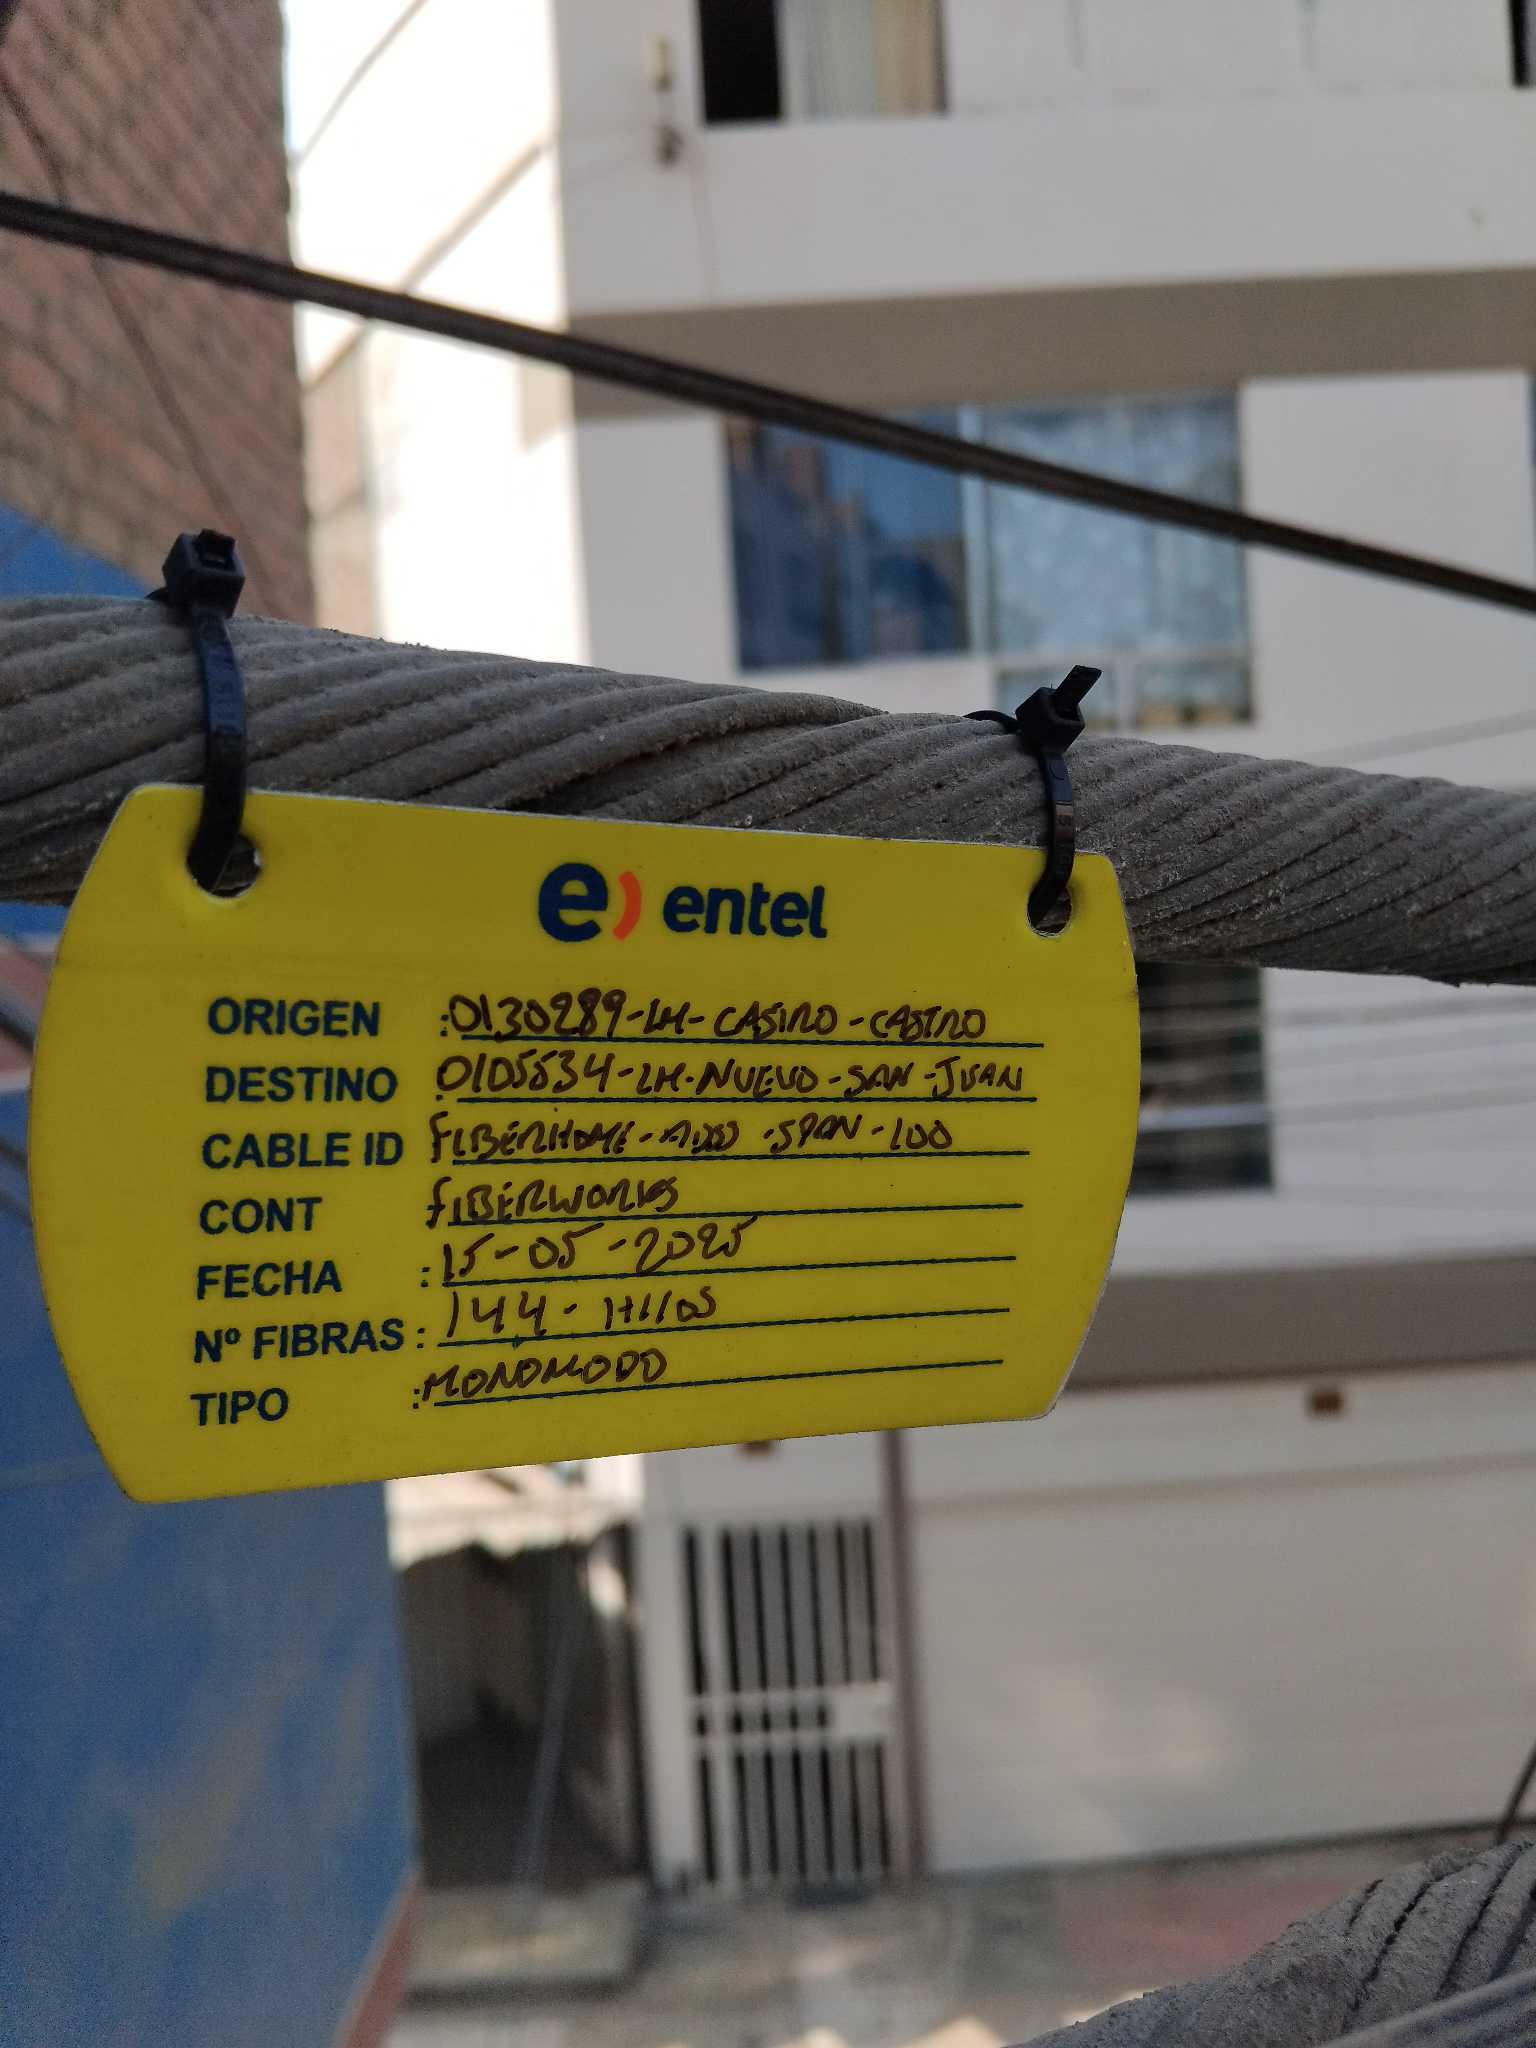 e) entel
ORIGEN : 0130289-LH-CASTRO-CASTRO
DESTINO : 0105534-LH-NUEVO-SAN-JUAN
CABLE ID FIBERHOME-ADSS-SPAN-100
CONT FIBERWORKS
FECHA : 15-05-2025
Nº FIBRAS : 144-HILOS
TIPO : MONOMODO